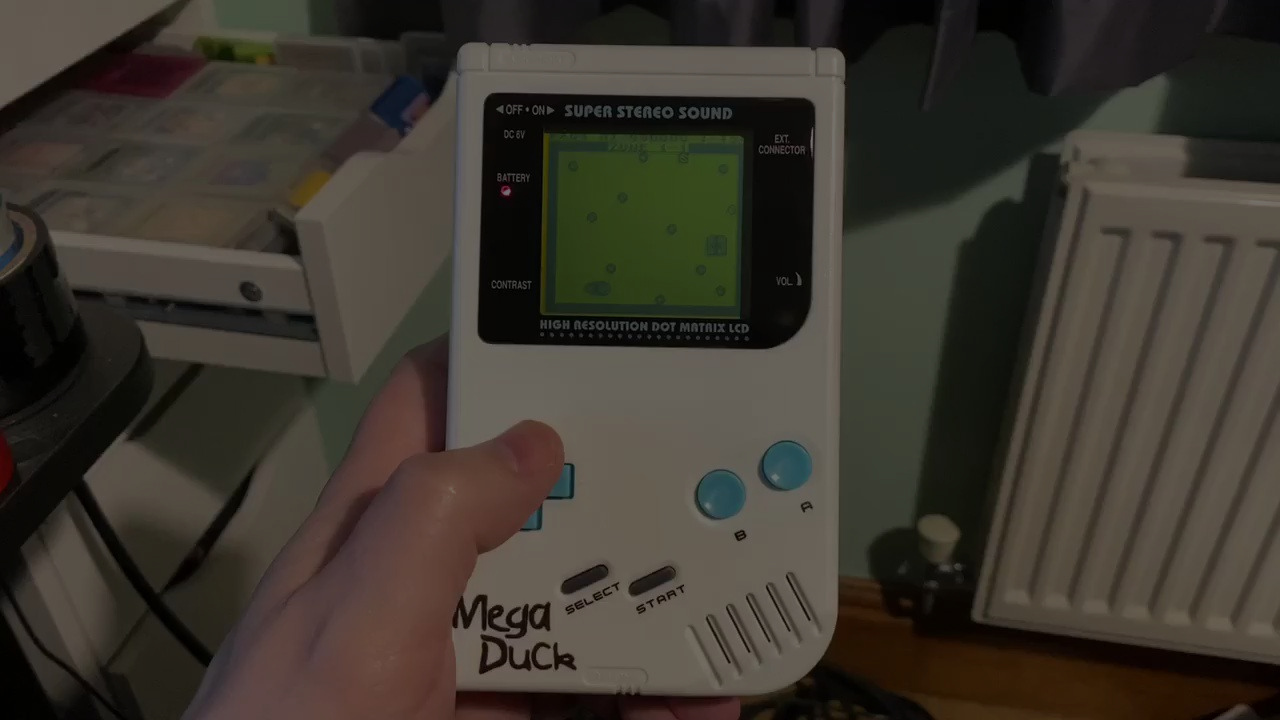 ◀OFF•ON▶ SUPER STEREO SOUND
DC 6V
EXT.
CONNECTOR
BATTERY
CONTRAST
VOL.
HIGH RESOLUTION DOT MATRIX LCD
A
B
SELECT
START
Mega
Duck